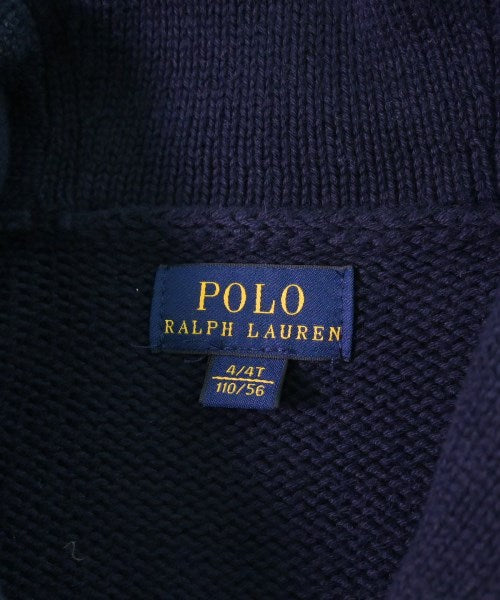 POLO
RALPH LAUREN
4/4T
110/56